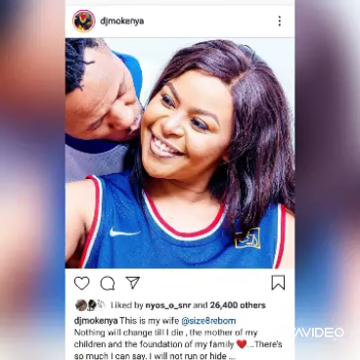 djmokenya
Liked by nyos_o_snr and 26,400 others
djmokenya This is my wife @size8reborn
Nothing will change till I die , the mother of my
children and the foundation of my family ❤️ ..There's
so much I can say. I will not run or hide ...
AVIDEO